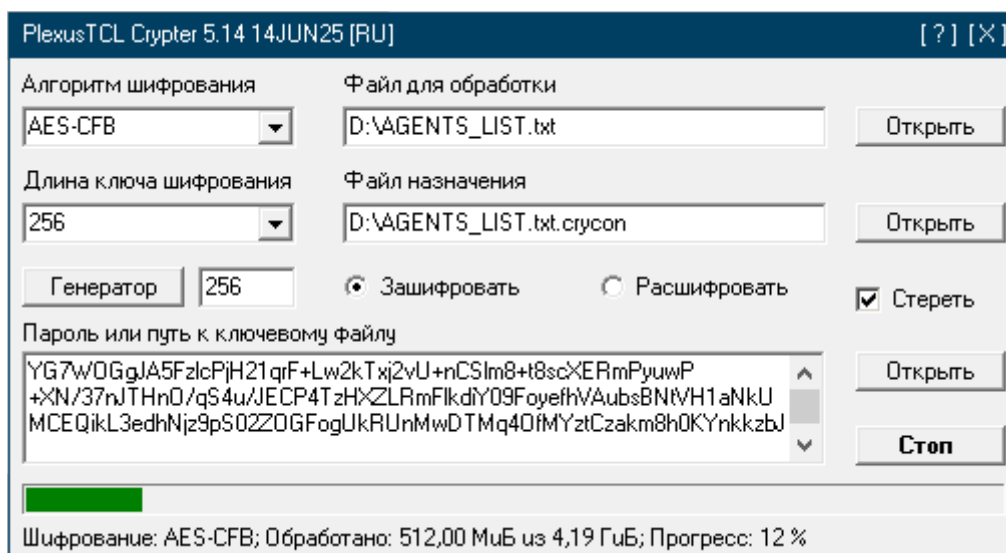 PlexusTCL Crypter 5.14 14JUN25 [RU] [ ? ] [X]
Алгоритм шифрования Файл для обработки
AES-CFB D:\AGENTS_LIST.txt Открыть
Длина ключа шифрования Файл назначения
256 D:\AGENTS_LIST.txt.crycon Открыть
Генератор 256 Зашифровать Расшифровать Стереть
Пароль или путь к ключевому файлу
YG7WOGgJA5FzIcPjH21qrF+Lw2kTxj2vU+nCSIm8+t8scXERmPyuwP
+XN/37nJTHnO/qS4u/JECP4TzHXZLRmFIkdiY09FoyefhVAubsBNtVH1aNkU
MCEQikL3edhNjz9pS02ZOGFogUkRUnMwDTMq4OfMYztCzakm8h0KYnkkzbJ
Открыть
Стоп
Шифрование: AES-CFB; Обработано: 512,00 МиБ из 4,19 ГиБ; Прогресс: 12 %